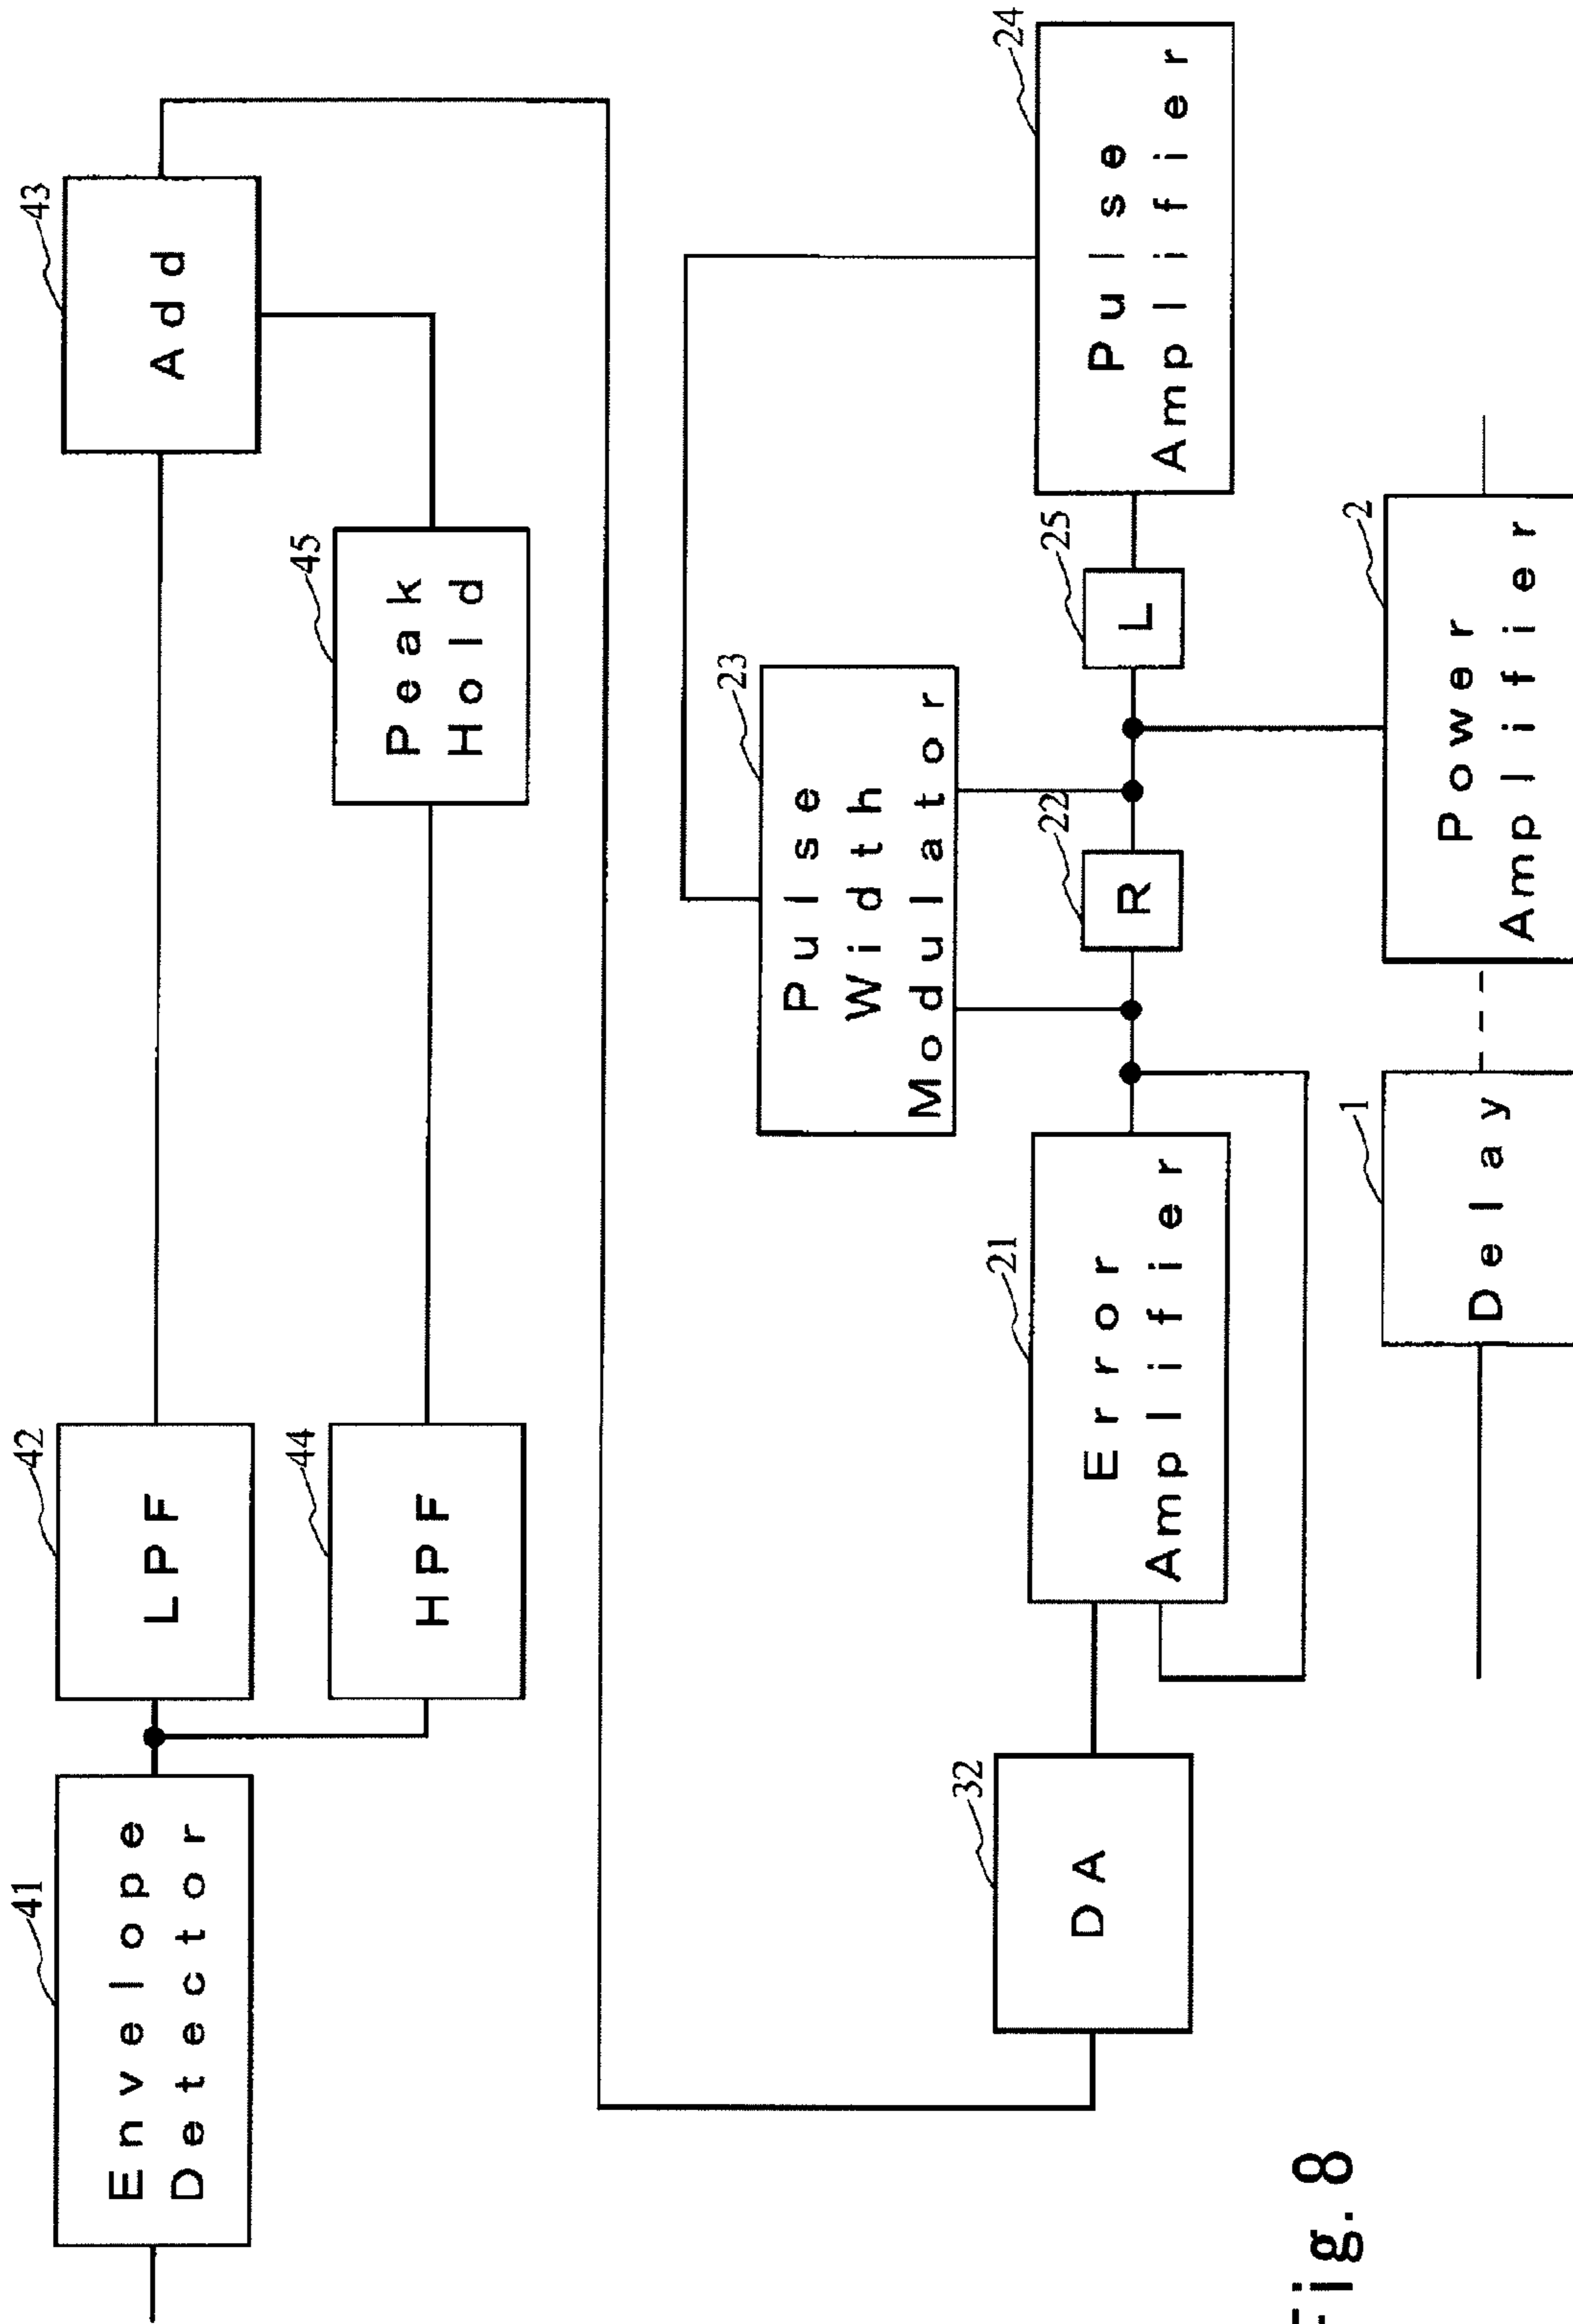 41
Envelope
Detector
42
LPF
43
Add
44
HPF
45
Peak
Hold
23
Pulse
Width
Modulator
24
Pulse
Amplifier
32
DA
21
Error
Amplifier
22
R
25
L
1
Delay
2
Power
Amplifier
Fig. 8